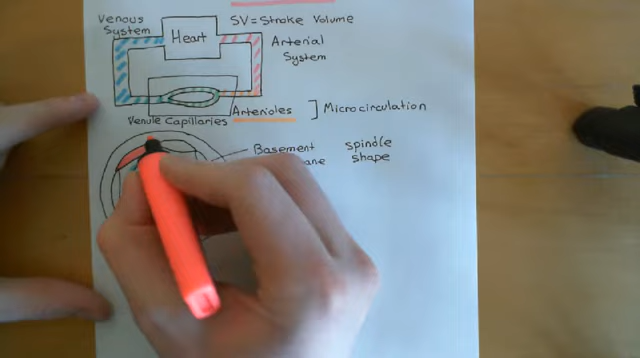 Venous
System
Heart
SV = Stroke Volume
Arterial
System
Arterioles
Microcirculation
Venule Capillaries
Basement
spindle
shape